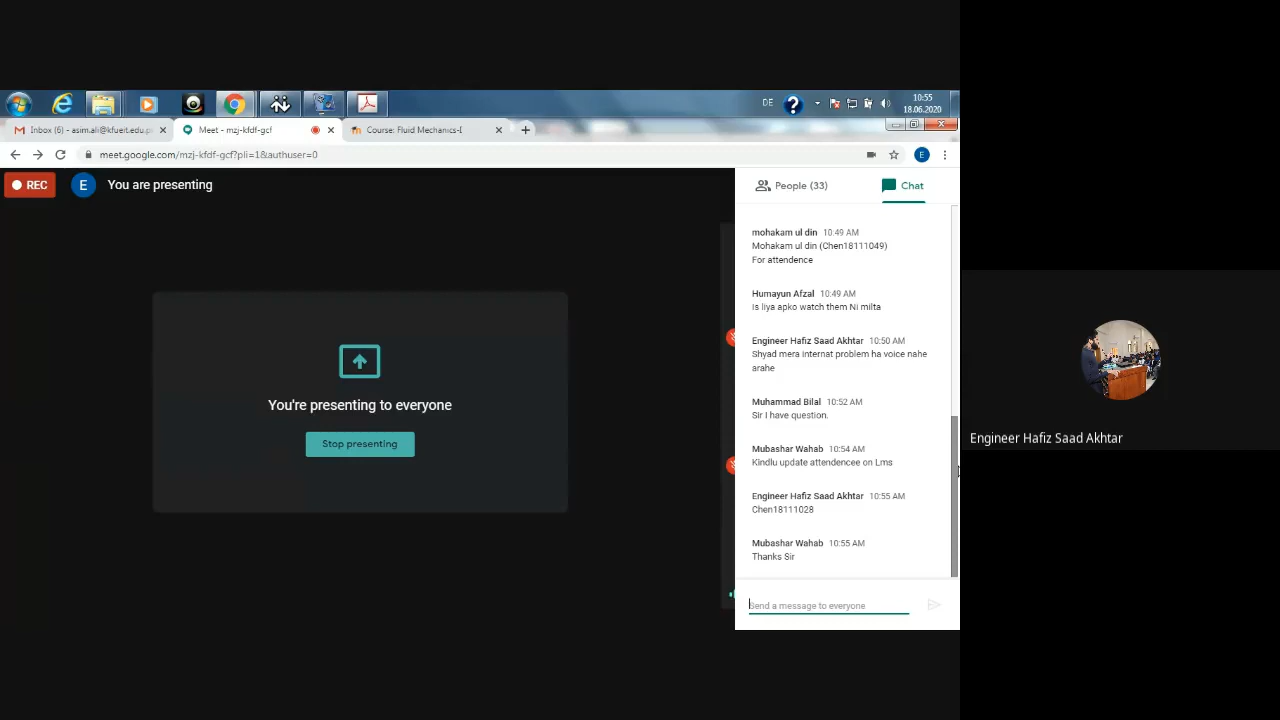 DE
10:55
18.06.2020
Inbox (6) - asim.ali@kfueit.edu.p
Meet - mzj-kfdf-gcf
Course: Fluid Mechanics-I
meet.google.com/mzj-kfdf-gcf?pli=1&authuser=0
E
REC
E
You are presenting
People (33)
Chat
mohakam ul din 10:49 AM
Mohakam ul din (Chen18111049)
For attendence
Humayun Afzal 10:49 AM
Is liya apko watch them Ni milta
Engineer Hafiz Saad Akhtar 10:50 AM
Shyad mera internat problem ha voice nahe
arahe
Muhammad Bilal 10:52 AM
Sir I have question.
Mubashar Wahab 10:54 AM
Kindlu update attendencee on Lms
Engineer Hafiz Saad Akhtar 10:55 AM
Chen18111028
Mubashar Wahab 10:55 AM
Thanks Sir
Send a message to everyone
You're presenting to everyone
Stop presenting
Engineer Hafiz Saad Akhtar